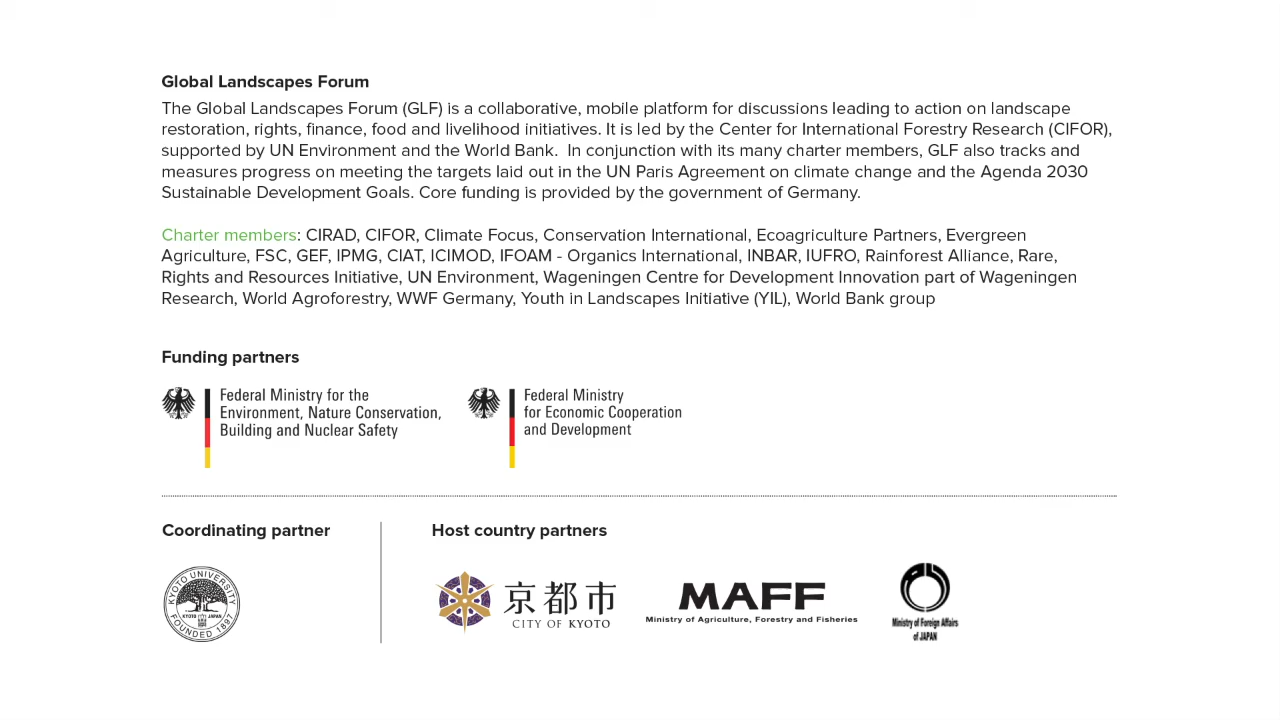 Global Landscapes Forum
The Global Landscapes Forum (GLF) is a collaborative, mobile platform for discussions leading to action on landscape
restoration, rights, finance, food and livelihood initiatives. It is led by the Center for International Forestry Research (CIFOR),
supported by UN Environment and the World Bank.  In conjunction with its many charter members, GLF also tracks and
measures progress on meeting the targets laid out in the UN Paris Agreement on climate change and the Agenda 2030
Sustainable Development Goals. Core funding is provided by the government of Germany.
Charter members: CIRAD, CIFOR, Climate Focus, Conservation International, Ecoagriculture Partners, Evergreen
Agriculture, FSC, GEF, IPMG, CIAT, ICIMOD, IFOAM - Organics International, INBAR, IUFRO, Rainforest Alliance, Rare,
Rights and Resources Initiative, UN Environment, Wageningen Centre for Development Innovation part of Wageningen
Research, World Agroforestry, WWF Germany, Youth in Landscapes Initiative (YIL), World Bank group
Funding partners
Federal Ministry for the
Environment, Nature Conservation,
Building and Nuclear Safety
Federal Ministry
for Economic Cooperation
and Development
Coordinating partner
KYOTO UNIVERSITY
KYOTO JAPAN
FOUNDED 1897
Host country partners
京都市
CITY OF KYOTO
MAFF
Ministry of Agriculture, Forestry and Fisheries
Ministry of Foreign Affairs
of JAPAN